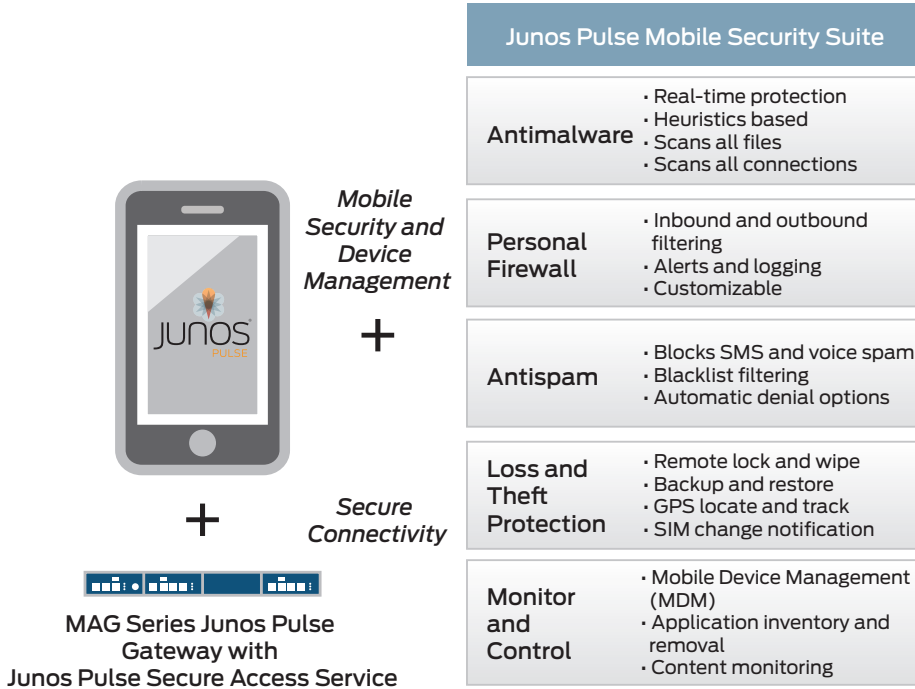 Junos Pulse Mobile Security Suite
Antimalware
· Real-time protection
· Heuristics based
· Scans all files
· Scans all connections
Mobile
Security and
Device
Management
+
Personal
Firewall
· Inbound and outbound
filtering
· Alerts and logging
· Customizable
JUNOS
PULSE
Antispam
· Blocks SMS and voice spam
· Blacklist filtering
· Automatic denial options
+
Secure
Connectivity
Loss and
Theft
Protection
· Remote lock and wipe
· Backup and restore
· GPS locate and track
· SIM change notification
MAG Series Junos Pulse
Gateway with
Junos Pulse Secure Access Service
Monitor
and
Control
· Mobile Device Management
(MDM)
· Application inventory and
removal
· Content monitoring